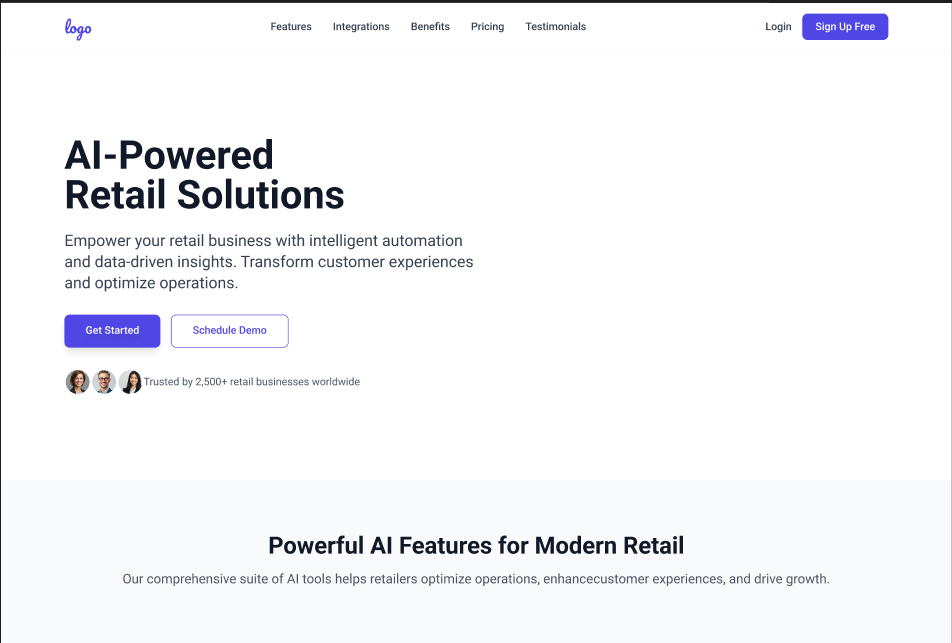 logo
Features
Integrations
Benefits
Pricing
Testimonials
Login
Sign Up Free
AI-Powered
Retail Solutions
Empower your retail business with intelligent automation
and data-driven insights. Transform customer experiences
and optimize operations.
Get Started
Schedule Demo
Trusted by 2,500+ retail businesses worldwide
Powerful AI Features for Modern Retail
Our comprehensive suite of AI tools helps retailers optimize operations, enhancecustomer experiences, and drive growth.